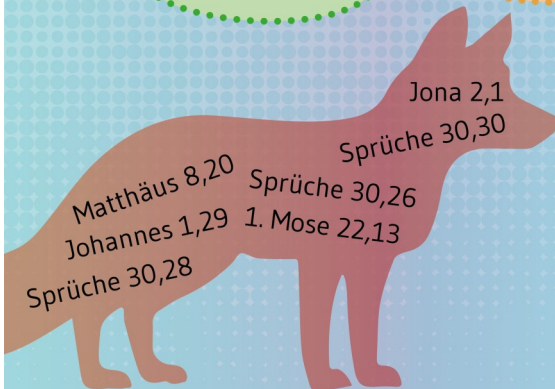 Jona 2,1
Sprüche 30,30
Matthäus 8,20
Sprüche 30,26
Johannes 1,29
1. Mose 22,13
Sprüche 30,28